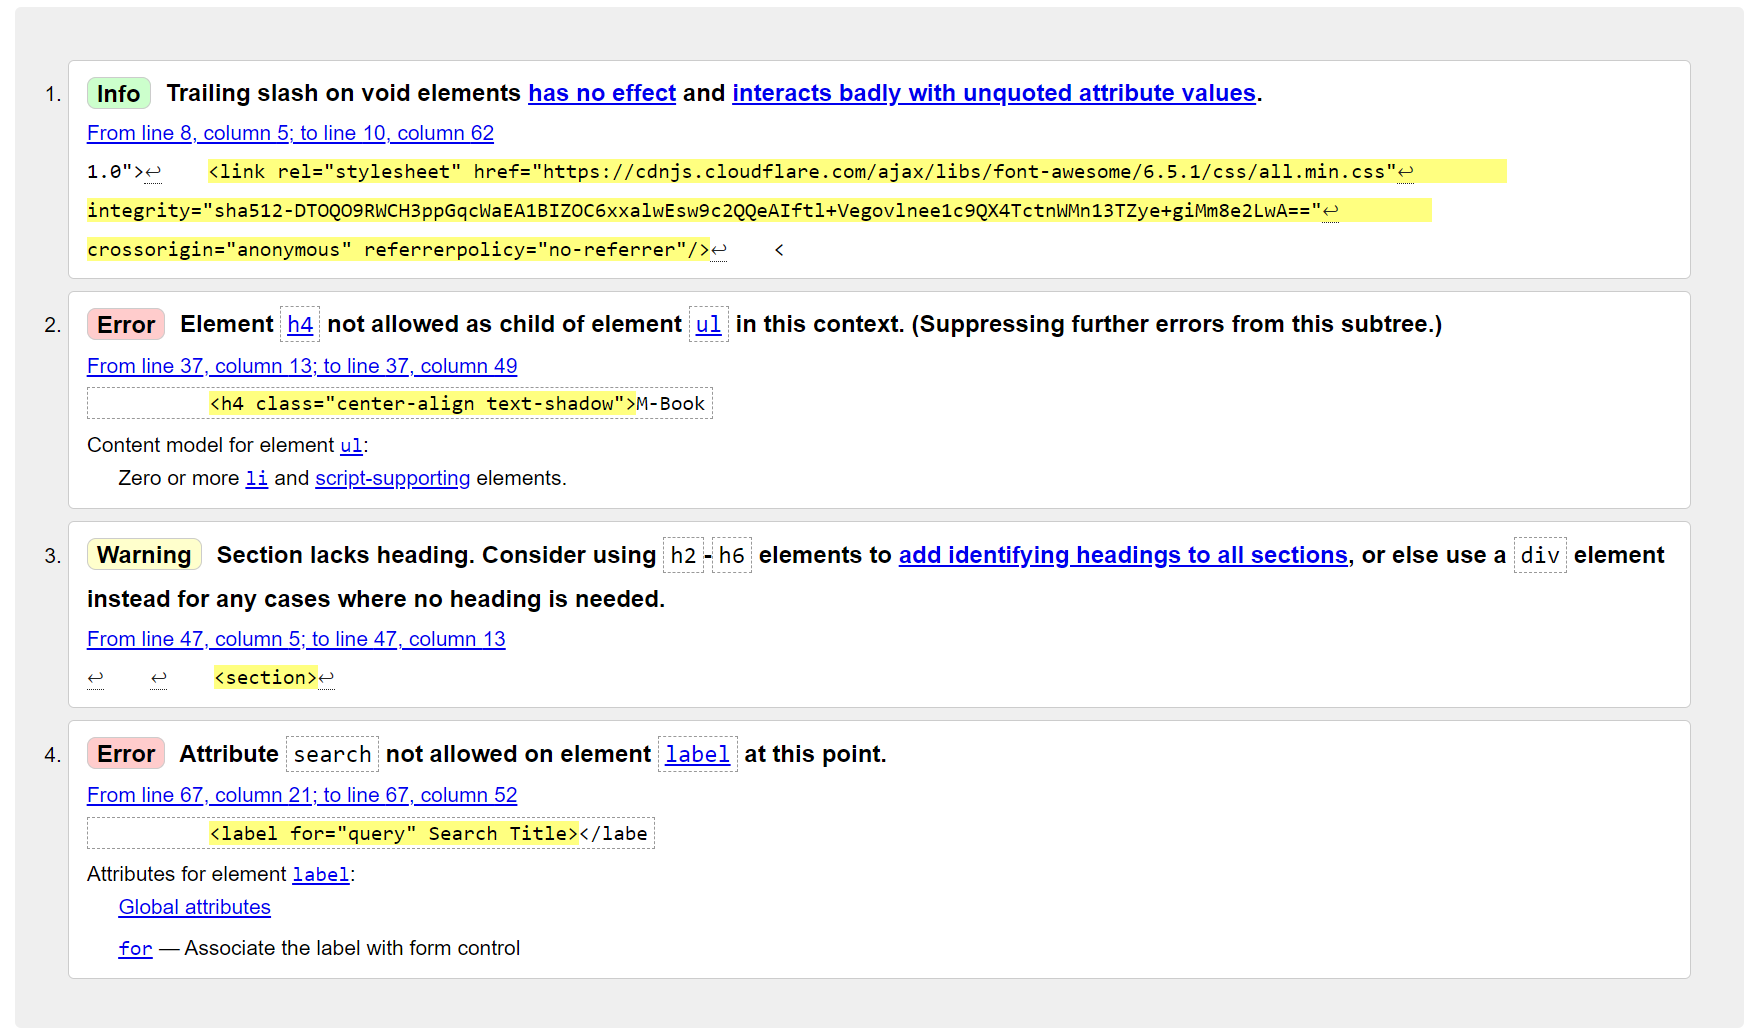 1. Info Trailing slash on void elements has no effect and interacts badly with unquoted attribute values.
From line 8, column 5; to line 10, column 62
1.0">↩ <link rel="stylesheet" href="https://cdnjs.cloudflare.com/ajax/libs/font-awesome/6.5.1/css/all.min.css"↩
integrity="sha512-DTOQO9RWCH3ppGqcWaEA1BIZOC6xxalwEsw9c2QQeAIftl+Vegovlnee1c9QX4TctnWMn13TZye+giMm8e2LwA=="↩
crossorigin="anonymous" referrerpolicy="no-referrer"/>↩ <
2. Error Element h4 not allowed as child of element ul in this context. (Suppressing further errors from this subtree.)
From line 37, column 13; to line 37, column 49
<h4 class="center-align text-shadow">M-Book
Content model for element ul:
Zero or more li and script-supporting elements.
3. Warning Section lacks heading. Consider using h2-h6 elements to add identifying headings to all sections, or else use a div element
instead for any cases where no heading is needed.
From line 47, column 5; to line 47, column 13
↩ ↩ <section>↩
4. Error Attribute search not allowed on element label at this point.
From line 67, column 21; to line 67, column 52
<label for="query" Search Title></labe
Attributes for element label:
Global attributes
for — Associate the label with form control